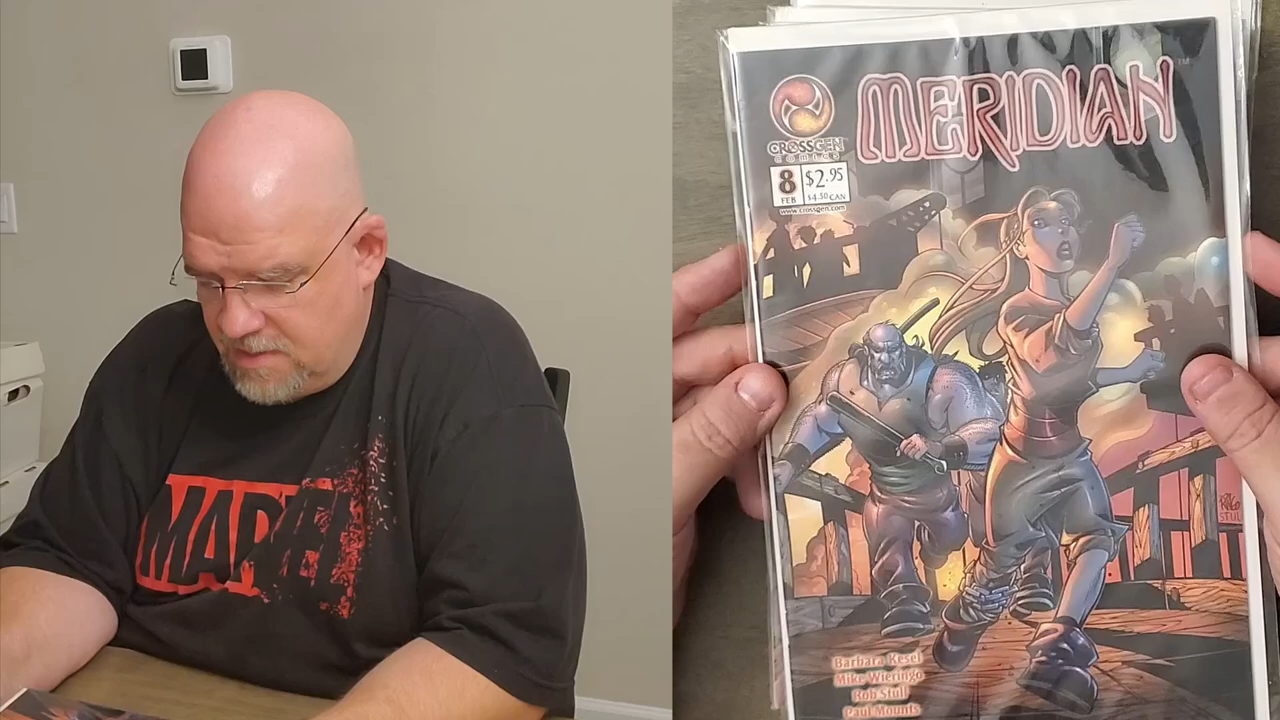 MARVEL
MERIDIAN
CROSSGEN
COMICS
8 $2.95
FEB $4.50 CAN
www.crossgen.com
Barbara Kesel
Mike Wieringo
Rob Stull
Paul Mounts